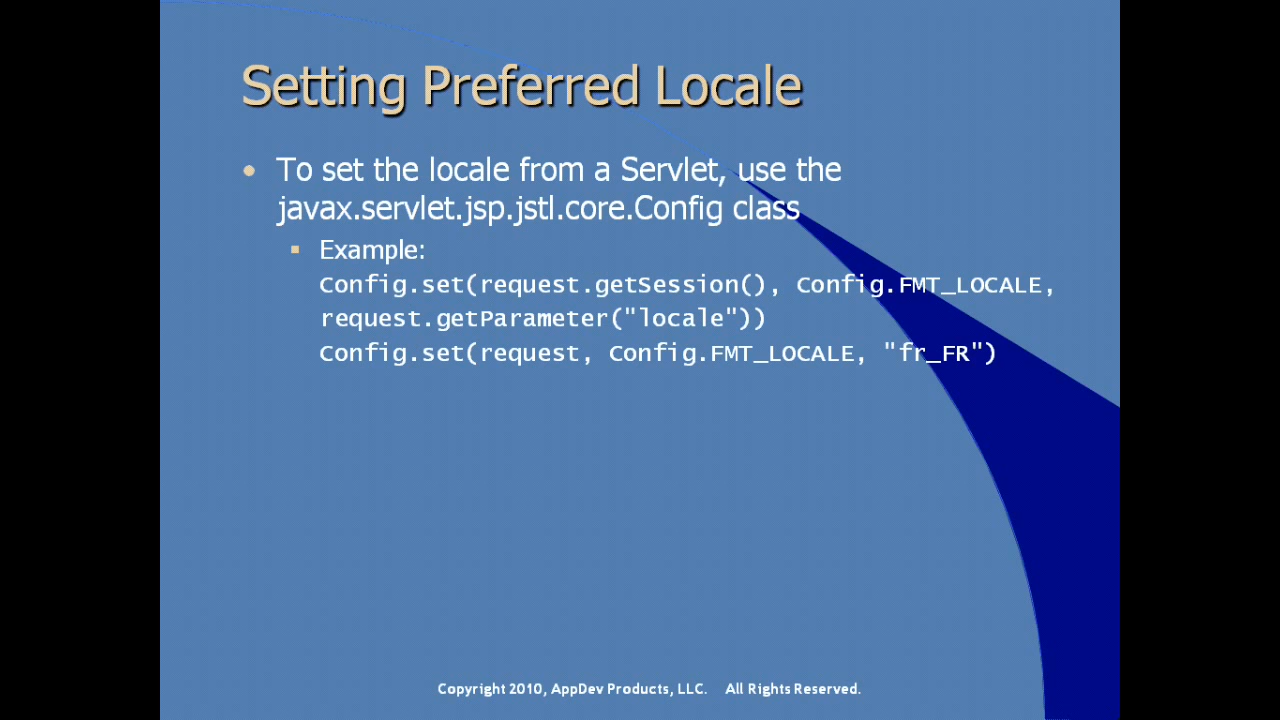 Setting Preferred Locale
• To set the locale from a Servlet, use the
javax.servlet.jsp.jstl.core.Config class
▪ Example:
Config.set(request.getSession(), Config.FMT_LOCALE,
request.getParameter("locale"))
Config.set(request, Config.FMT_LOCALE, "fr_FR")
Copyright 2010, AppDev Products, LLC. All Rights Reserved.